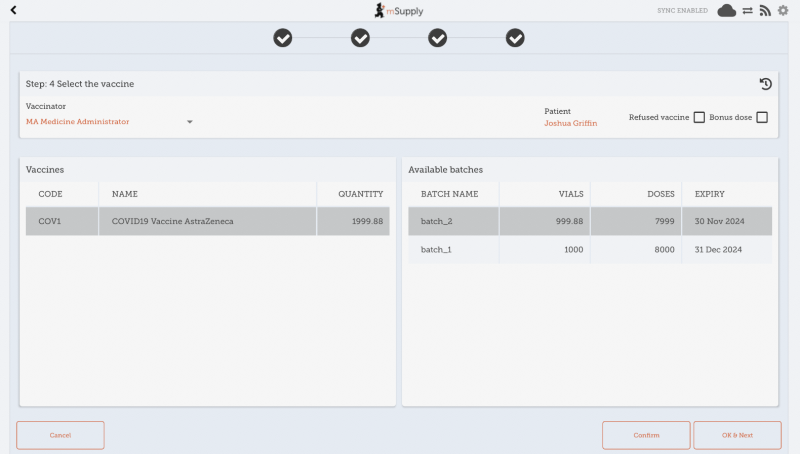 mSupply
SYNC ENABLED
Step: 4 Select the vaccine
Vaccinator
MA Medicine Administrator
Patient
Joshua Griffin
Refused vaccine
Bonus dose
Vaccines
CODE NAME QUANTITY
COV1 COVID19 Vaccine AstraZeneca 1999.88
Available batches
BATCH NAME VIALS DOSES EXPIRY
batch_2 999.88 7999 30 Nov 2024
batch_1 1000 8000 31 Dec 2024
Cancel
Confirm
OK & Next